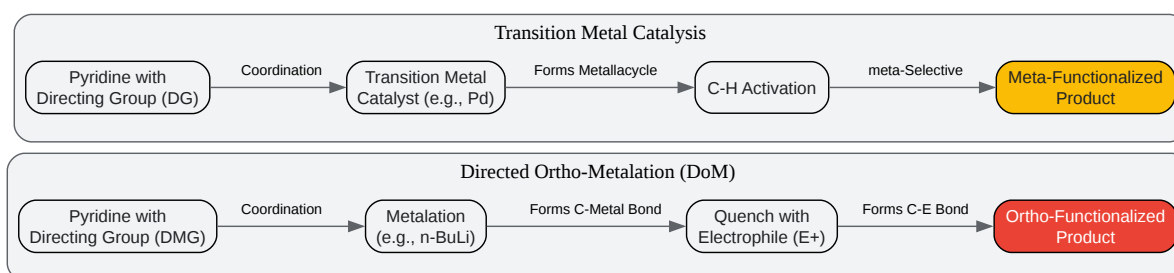 Transition Metal Catalysis
Pyridine with
Directing Group (DG)
Coordination
Transition Metal
Catalyst (e.g., Pd)
Forms Metallacycle
C-H Activation
meta-Selective
Meta-Functionalized
Product
Directed Ortho-Metalation (DoM)
Pyridine with
Directing Group (DMG)
Coordination
Metalation
(e.g., n-BuLi)
Forms C-Metal Bond
Quench with
Electrophile (E+)
Forms C-E Bond
Ortho-Functionalized
Product